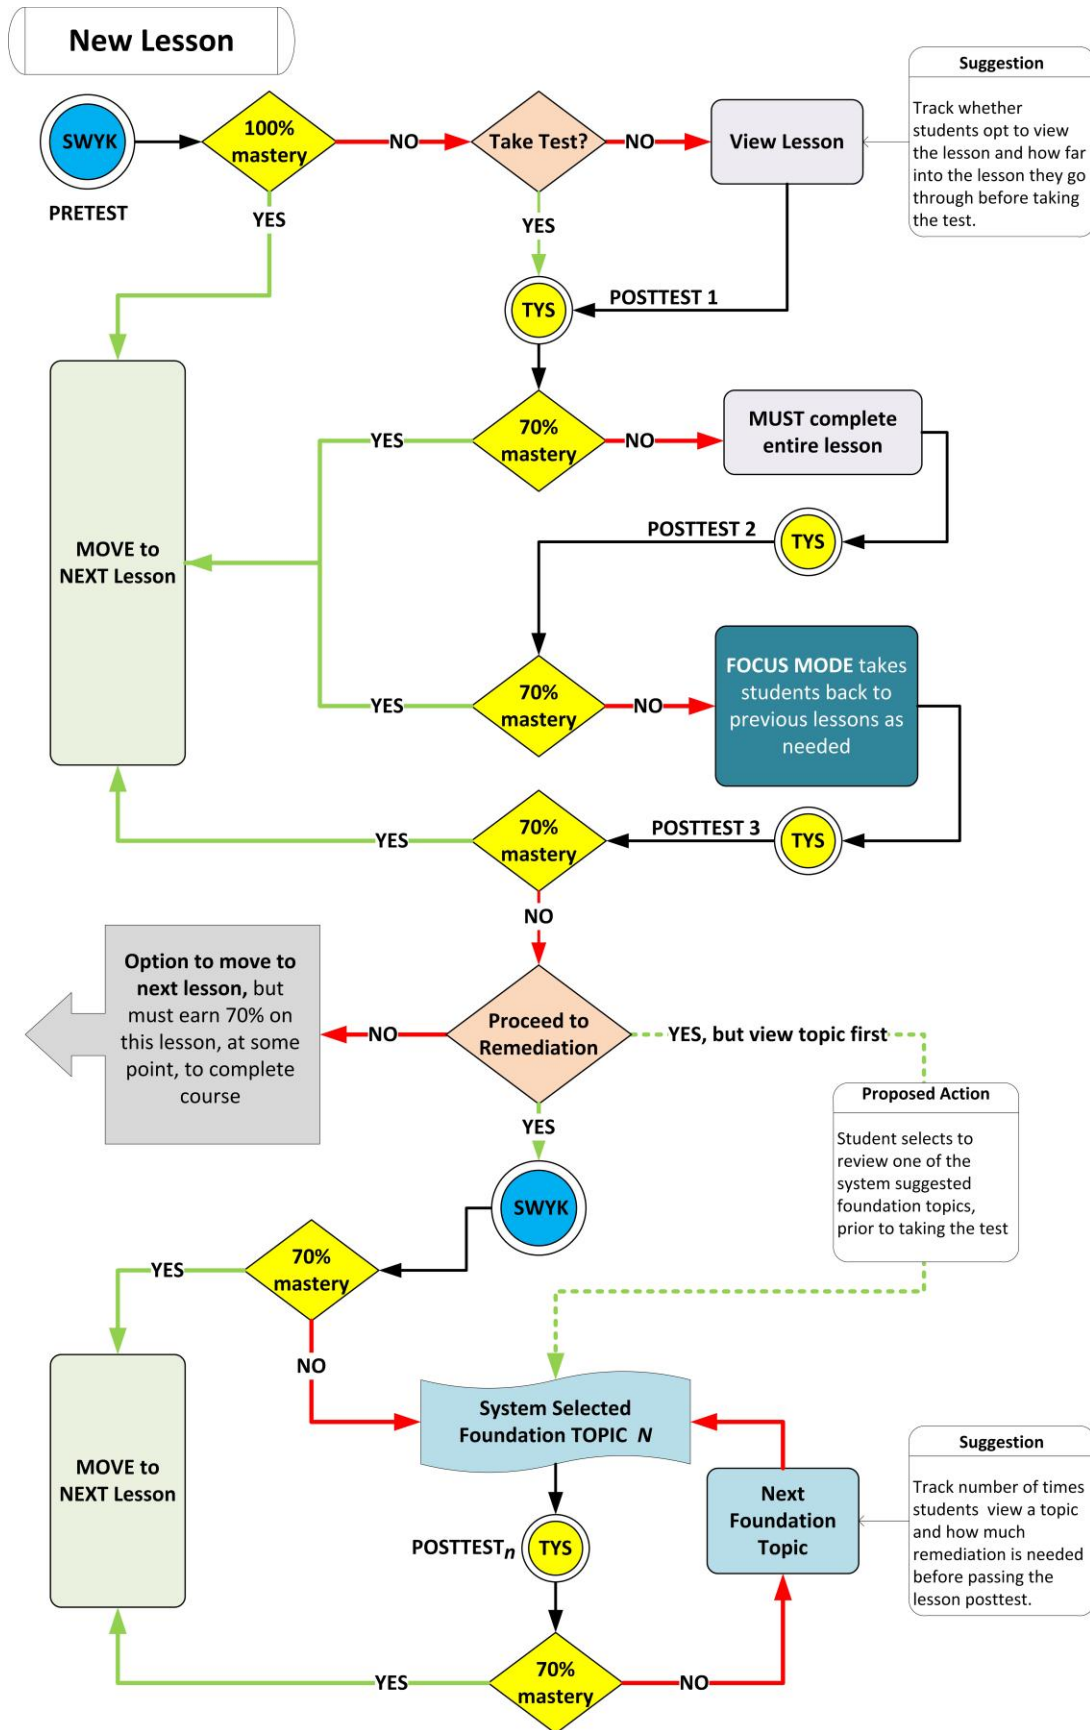 New Lesson
SWYK
PRETEST
100%
mastery
NO
Take Test?
NO
View Lesson
Suggestion
Track whether
students opt to view
the lesson and how far
into the lesson they go
through before taking
the test.
YES
YES
TYS
POSTTEST 1
70%
mastery
YES
NO
MUST complete
entire lesson
MOVE to
NEXT Lesson
POSTTEST 2
TYS
70%
mastery
YES
NO
FOCUS MODE takes
students back to
previous lessons as
needed
70%
mastery
YES
POSTTEST 3
TYS
NO
Option to move to
next lesson, but
must earn 70% on
this lesson, at some
point, to complete
course
NO
Proceed to
Remediation
YES, but view topic first
YES
Proposed Action
Student selects to
review one of the
system suggested
foundation topics,
prior to taking the test
SWYK
70%
mastery
YES
NO
System Selected
Foundation TOPIC N
MOVE to
NEXT Lesson
Next
Foundation
Topic
Suggestion
Track number of times
students view a topic
and how much
remediation is needed
before passing the
lesson posttest.
POSTTESTn
TYS
70%
mastery
YES
NO